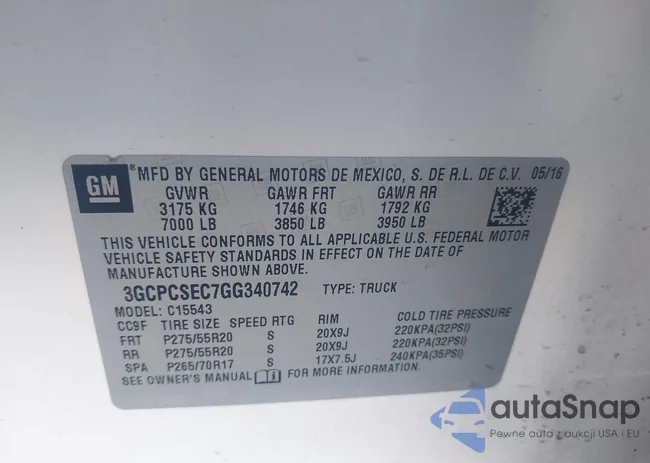 GM
® MFD BY GENERAL MOTORS DE MEXICO, S. DE R.L. DE C.V. 05/16
GVWR GAWR FRT GAWR RR
3175 KG 1746 KG 1792 KG
7000 LB 3850 LB 3950 LB
THIS VEHICLE CONFORMS TO ALL APPLICABLE U.S. FEDERAL MOTOR
VEHICLE SAFETY STANDARDS IN EFFECT ON THE DATE OF
MANUFACTURE SHOWN ABOVE.
3GCPCSEC7GG340742 TYPE: TRUCK
MODEL: C15543
CC9F TIRE SIZE SPEED RTG RIM COLD TIRE PRESSURE
FRT P275/55R20 S 20X9J 220KPA(32PSI)
RR P275/55R20 S 20X9J 220KPA(32PSI)
SPA P265/70R17 S 17X7.5J 240KPA(35PSI)
SEE OWNER'S MANUAL i FOR MORE INFORMATION.
autaSnap
Pewne auta z aukcji USA i EU